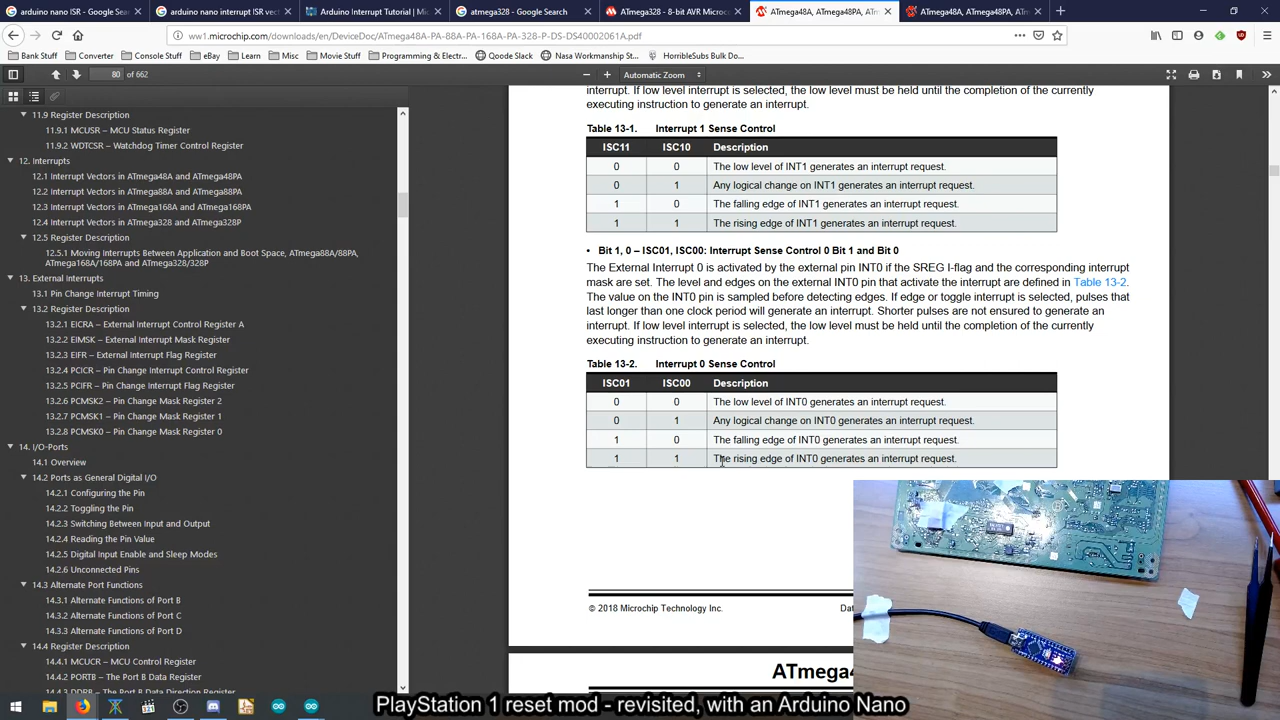 arduino nano ISR - Google Sear
arduino nano interrupt ISR vect
Arduino Interrupt Tutorial | Mic
atmega328 - Google Search
ATmega328 - 8-bit AVR Microc
ATmega48A, ATmega48PA, AT
ATmega48A, ATmega48PA, AT
ww1.microchip.com/downloads/en/DeviceDoc/ATmega48A-PA-88A-PA-168A-PA-328-P-DS-DS40002061A.pdf
Bank Stuff
Converter Stuff
Console Stuff
eBay
Learn
Misc
Movie Stuff
Programming & Electr...
Qoode Slack
Nasa Workmanship St...
HorribleSubs Bulk Do...
80 of 662
Automatic Zoom
11.9 Register Description
11.9.1 MCUSR – MCU Status Register
11.9.2 WDTCSR – Watchdog Timer Control Register
12. Interrupts
12.1 Interrupt Vectors in ATmega48A and ATmega48PA
12.2 Interrupt Vectors in ATmega88A and ATmega88PA
12.3 Interrupt Vectors in ATmega168A and ATmega168PA
12.4 Interrupt Vectors in ATmega328 and ATmega328P
12.5 Register Description
12.5.1 Moving Interrupts Between Application and Boot Space, ATmega88A/88PA,
ATmega168A/168PA and ATmega328/328P
13. External Interrupts
13.1 Pin Change Interrupt Timing
13.2 Register Description
13.2.1 EICRA – External Interrupt Control Register A
13.2.2 EIMSK – External Interrupt Mask Register
13.2.3 EIFR – External Interrupt Flag Register
13.2.4 PCICR – Pin Change Interrupt Control Register
13.2.5 PCIFR – Pin Change Interrupt Flag Register
13.2.6 PCMSK2 – Pin Change Mask Register 2
13.2.7 PCMSK1 – Pin Change Mask Register 1
13.2.8 PCMSK0 – Pin Change Mask Register 0
14. I/O-Ports
14.1 Overview
14.2 Ports as General Digital I/O
14.2.1 Configuring the Pin
14.2.2 Toggling the Pin
14.2.3 Switching Between Input and Output
14.2.4 Reading the Pin Value
14.2.5 Digital Input Enable and Sleep Modes
14.2.6 Unconnected Pins
14.3 Alternate Port Functions
14.3.1 Alternate Functions of Port B
14.3.2 Alternate Functions of Port C
14.3.3 Alternate Functions of Port D
14.4 Register Description
14.4.1 MCUCR – MCU Control Register
14.4.2 PORTB – The Port B Data Register
14.4.3 DDRB – The Port B Data Direction Register
interrupt. If low level interrupt is selected, the low level must be held until the completion of the currently
executing instruction to generate an interrupt.
Table 13-1. Interrupt 1 Sense Control
ISC11 ISC10 Description
0 0 The low level of INT1 generates an interrupt request.
0 1 Any logical change on INT1 generates an interrupt request.
1 0 The falling edge of INT1 generates an interrupt request.
1 1 The rising edge of INT1 generates an interrupt request.
• Bit 1, 0 – ISC01, ISC00: Interrupt Sense Control 0 Bit 1 and Bit 0
The External Interrupt 0 is activated by the external pin INT0 if the SREG I-flag and the corresponding interrupt
mask are set. The level and edges on the external INT0 pin that activate the interrupt are defined in Table 13-2.
The value on the INT0 pin is sampled before detecting edges. If edge or toggle interrupt is selected, pulses that
last longer than one clock period will generate an interrupt. Shorter pulses are not ensured to generate an
interrupt. If low level interrupt is selected, the low level must be held until the completion of the currently
executing instruction to generate an interrupt.
Table 13-2. Interrupt 0 Sense Control
ISC01 ISC00 Description
0 0 The low level of INT0 generates an interrupt request.
0 1 Any logical change on INT0 generates an interrupt request.
1 0 The falling edge of INT0 generates an interrupt request.
1 1 The rising edge of INT0 generates an interrupt request.
© 2018 Microchip Technology Inc.
Dat
ATmega4
PlayStation 1 reset mod - revisited, with an Arduino Nano